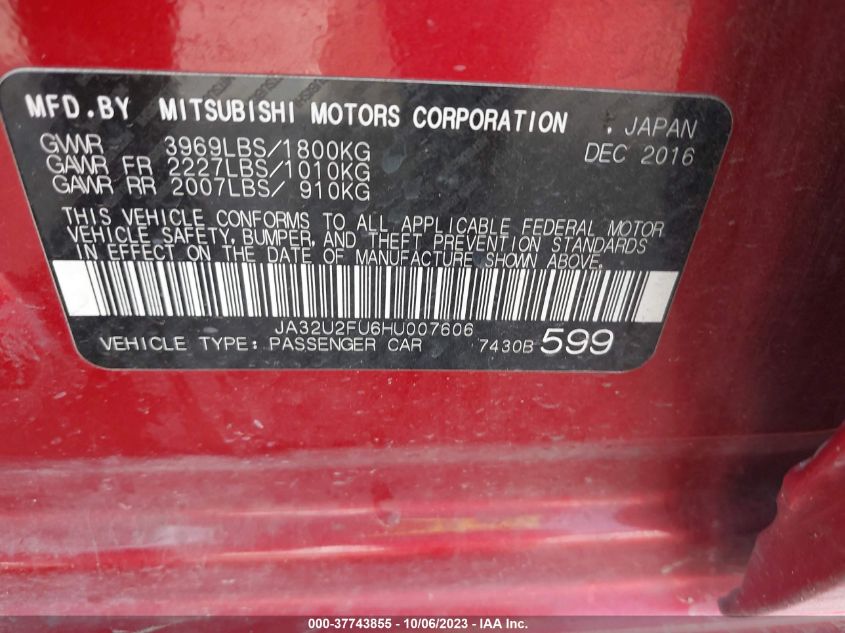 MFD.BY MITSUBISHI MOTORS CORPORATION . JAPAN
GVWR 3969LBS/1800KG DEC 2016
GAWR FR 2227LBS/1010KG
GAWR RR 2007LBS/ 910KG
THIS VEHICLE CONFORMS TO ALL APPLICABLE FEDERAL MOTOR
VEHICLE SAFETY, BUMPER, AND THEFT PREVENTION STANDARDS
IN EFFECT ON THE DATE OF MANUFACTURE SHOWN ABOVE.
JA32U2FU6HU007606
VEHICLE TYPE: PASSENGER CAR 7430B 599
000-37743855 - 10/06/2023 - IAA Inc.